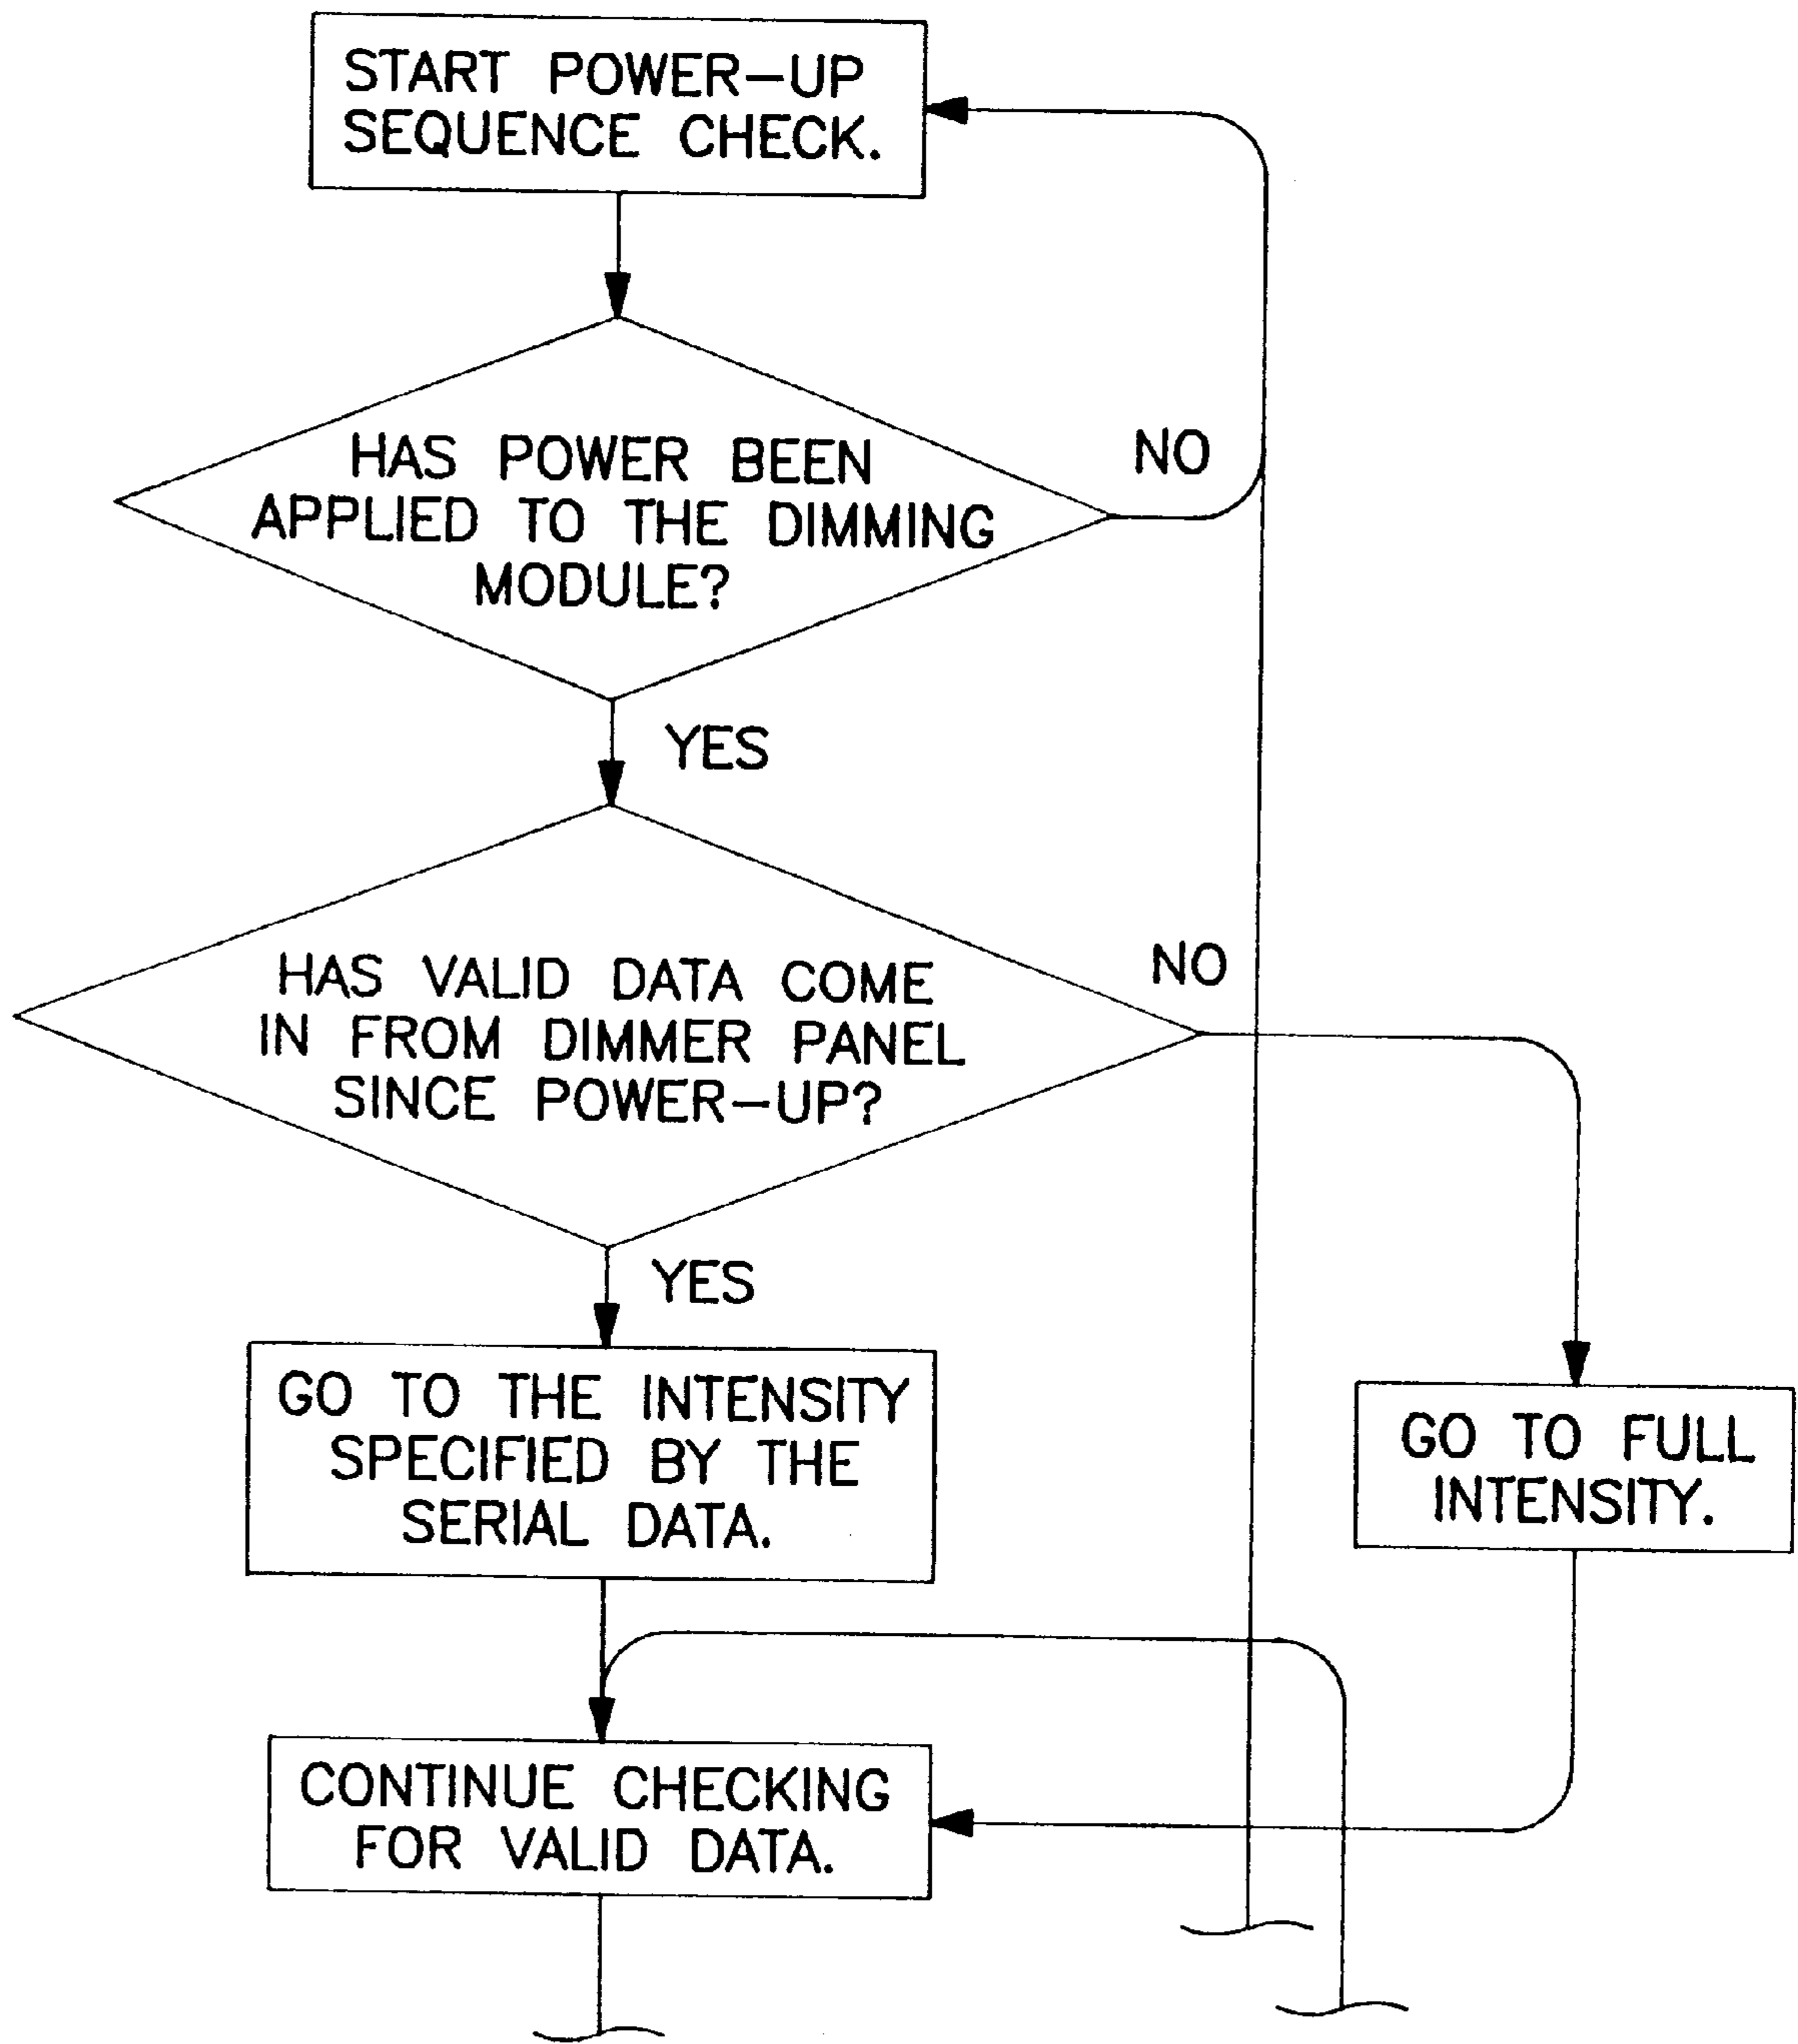 START POWER-UP
SEQUENCE CHECK.
HAS POWER BEEN
APPLIED TO THE DIMMING
MODULE?
NO
YES
HAS VALID DATA COME
IN FROM DIMMER PANEL
SINCE POWER-UP?
NO
YES
GO TO THE INTENSITY
SPECIFIED BY THE
SERIAL DATA.
GO TO FULL
INTENSITY.
CONTINUE CHECKING
FOR VALID DATA.